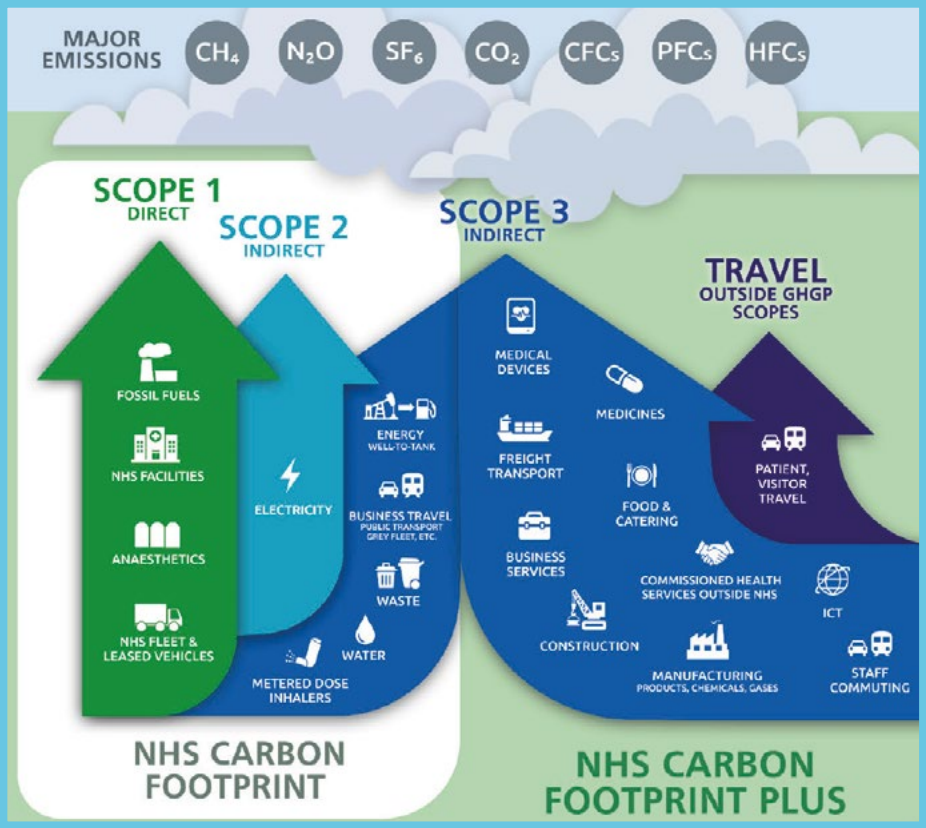 MAJOR
EMISSIONS
CH₄
N₂O
SF₆
CO₂
CFCs
PFCs
HFCs
SCOPE 1
DIRECT
SCOPE 2
INDIRECT
SCOPE 3
INDIRECT
TRAVEL
OUTSIDE GHGP
SCOPES
FOSSIL FUELS
NHS FACILITIES
ANAESTHETICS
NHS FLEET &
LEASED VEHICLES
ELECTRICITY
ENERGY
WELL-TO-TANK
BUSINESS TRAVEL
PUBLIC TRANSPORT
GREY FLEET, ETC.
WASTE
WATER
METERED DOSE
INHALERS
MEDICAL
DEVICES
MEDICINES
FREIGHT
TRANSPORT
FOOD &
CATERING
BUSINESS
SERVICES
COMMISSIONED HEALTH
SERVICES OUTSIDE NHS
CONSTRUCTION
MANUFACTURING
PRODUCTS, CHEMICALS, GASES
ICT
STAFF
COMMUTING
PATIENT,
VISITOR
TRAVEL
NHS CARBON
FOOTPRINT
NHS CARBON
FOOTPRINT PLUS